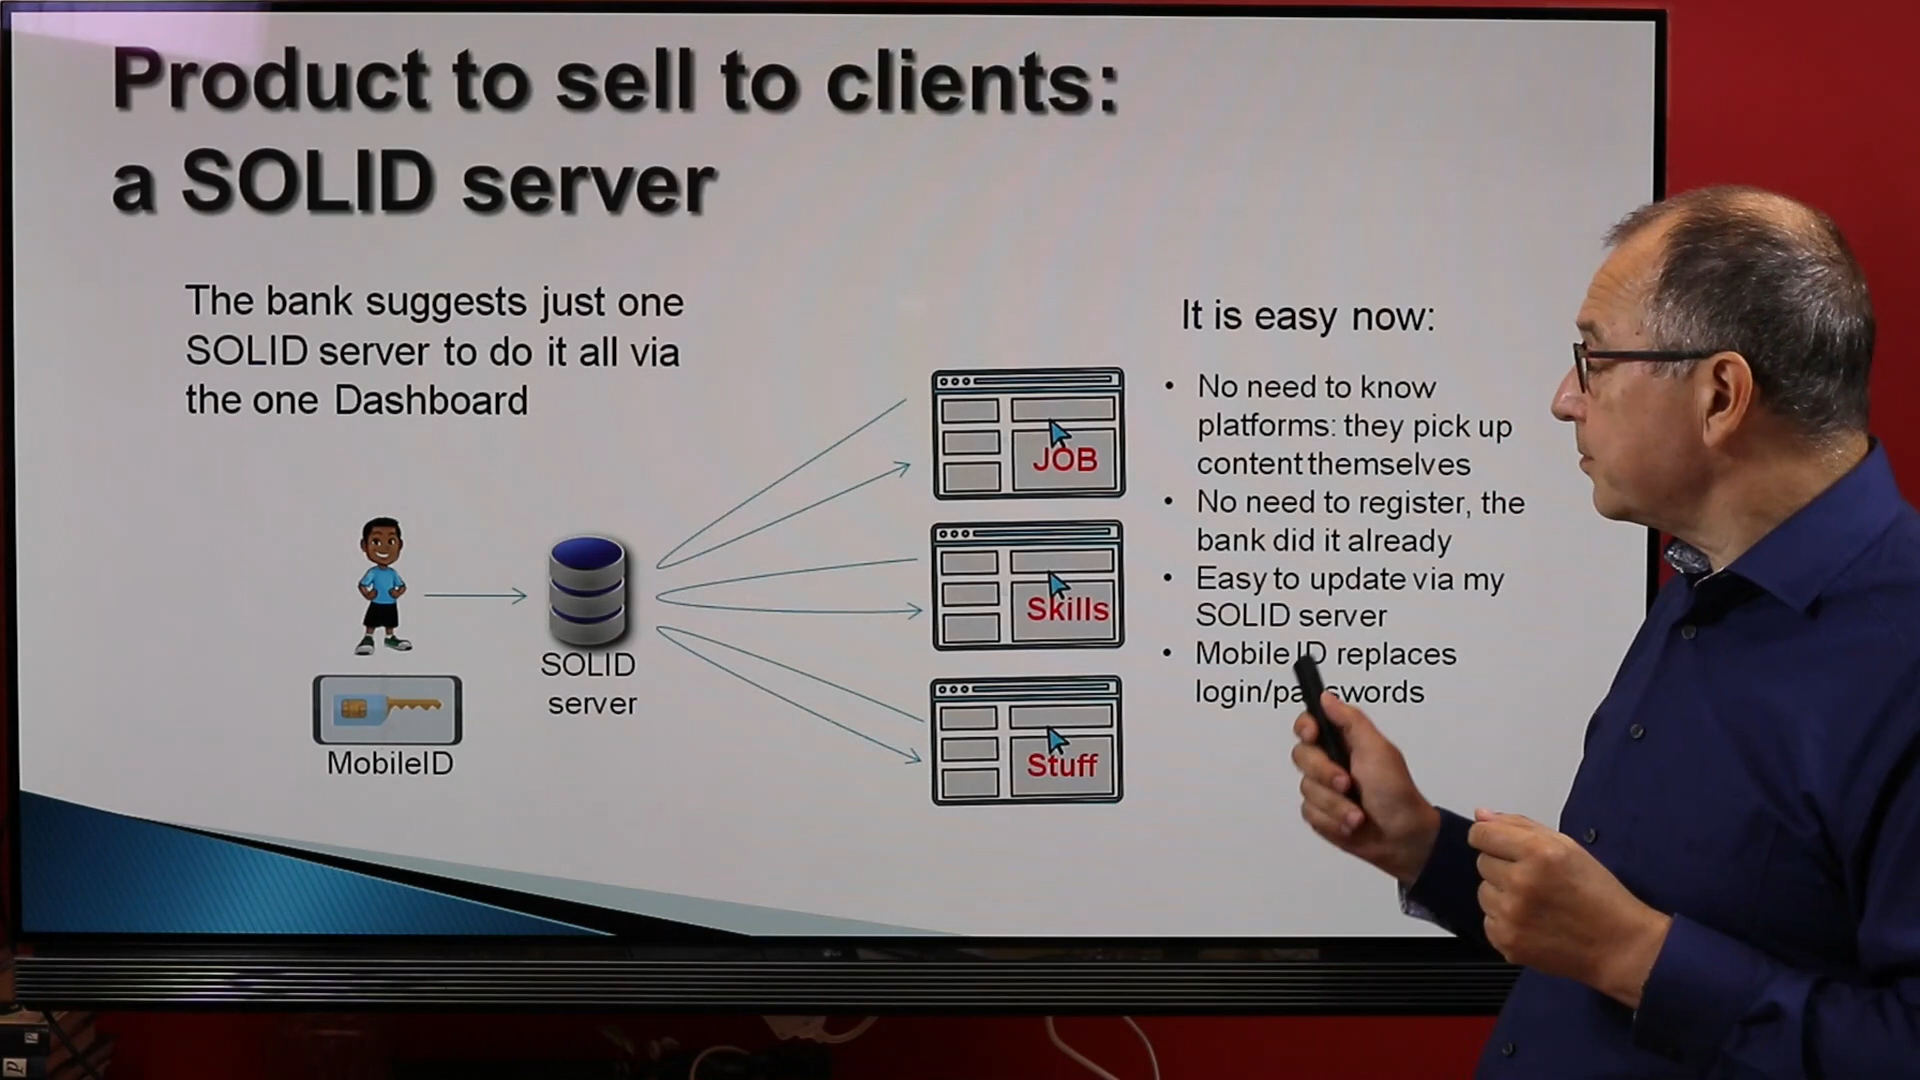 Product to sell to clients:
a SOLID server
The bank suggests just one
SOLID server to do it all via
the one Dashboard
MobileID
SOLID
server
JOB
Skills
Stuff
It is easy now:
• No need to know
platforms: they pick up
content themselves
• No need to register, the
bank did it already
• Easy to update via my
SOLID server
• MobileID replaces
login/passwords